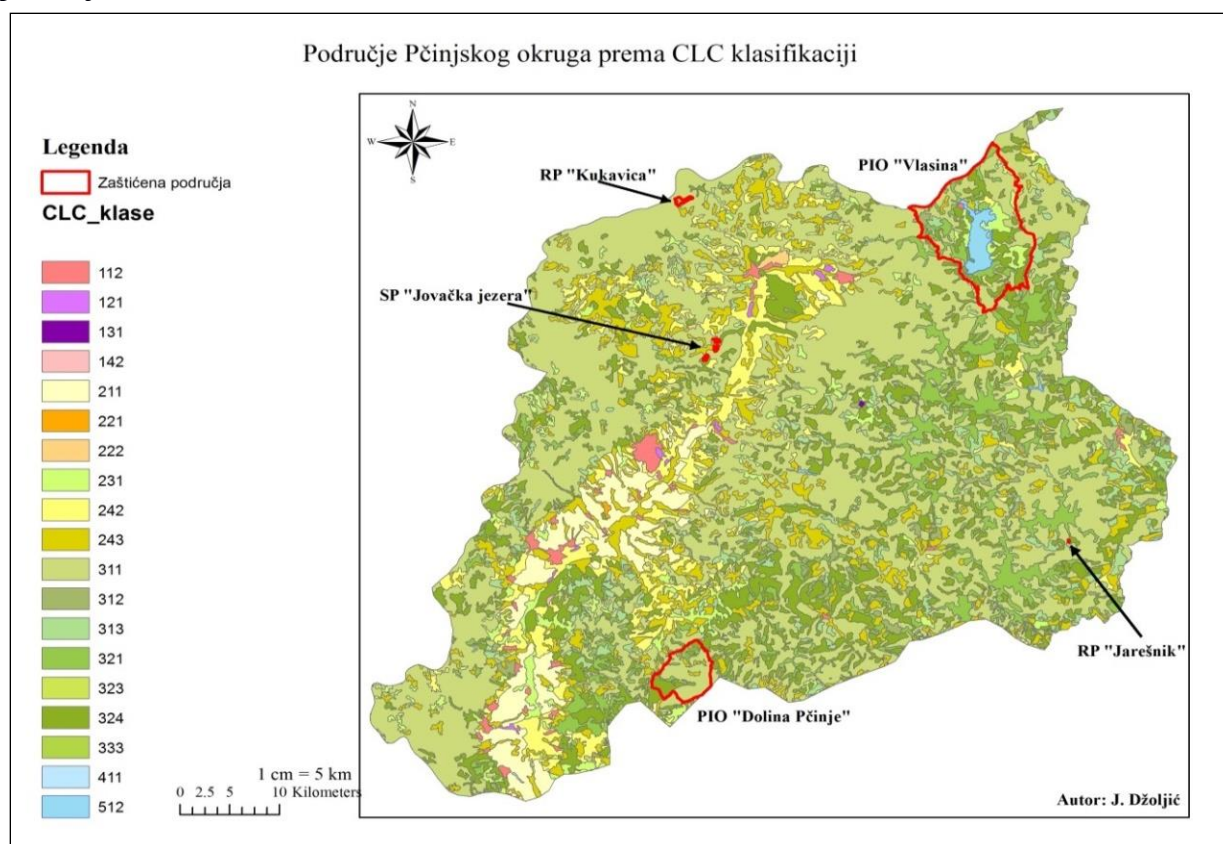 Područje Pčinjskog okruga prema CLC klasifikaciji
N
W
E
S
Legenda
Zaštićena područja
CLC_klase
112
121
131
142
211
221
222
231
242
243
311
312
313
321
323
324
333
411
512
RP "Kukavica"
PIO "Vlasina"
SP "Jovačka jezera"
RP "Jarešnik"
PIO "Dolina Pčinje"
1 cm = 5 km
0 2.5 5 10 Kilometers
Autor: J. Džoljić